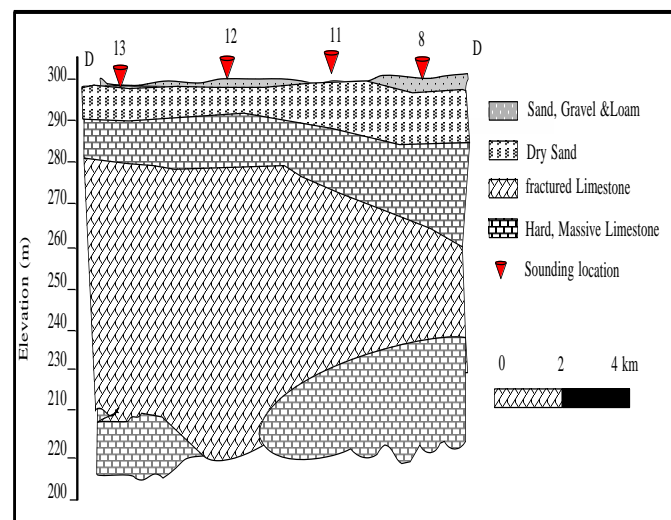 D
13
12
11
8
D
300
290
280
270
260
250
240
230
210
220
200
Elevation (m)
Sand, Gravel &Loam
Dry Sand
fractured Limestone
Hard, Massive Limestone
Sounding location
0
2
4 km